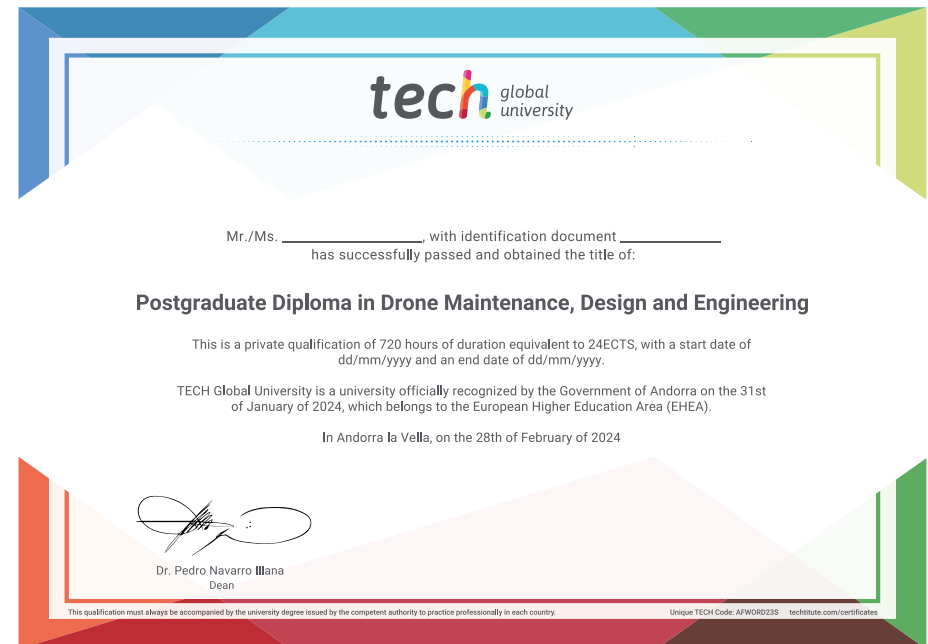 tech global university
Mr./Ms. ____________, with identification document ____________
has successfully passed and obtained the title of:
Postgraduate Diploma in Drone Maintenance, Design and Engineering
This is a private qualification of 720 hours of duration equivalent to 24ECTS, with a start date of
dd/mm/yyyy and an end date of dd/mm/yyyy.
TECH Global University is a university officially recognized by the Government of Andorra on the 31st
of January of 2024, which belongs to the European Higher Education Area (EHEA).
In Andorra la Vella, on the 28th of February of 2024
Dr. Pedro Navarro Illana
Dean
This qualification must always be accompanied by the university degree issued by the competent authority to practice professionally in each country.
Unique TECH Code: AFWORD23S techtitute.com/certificates